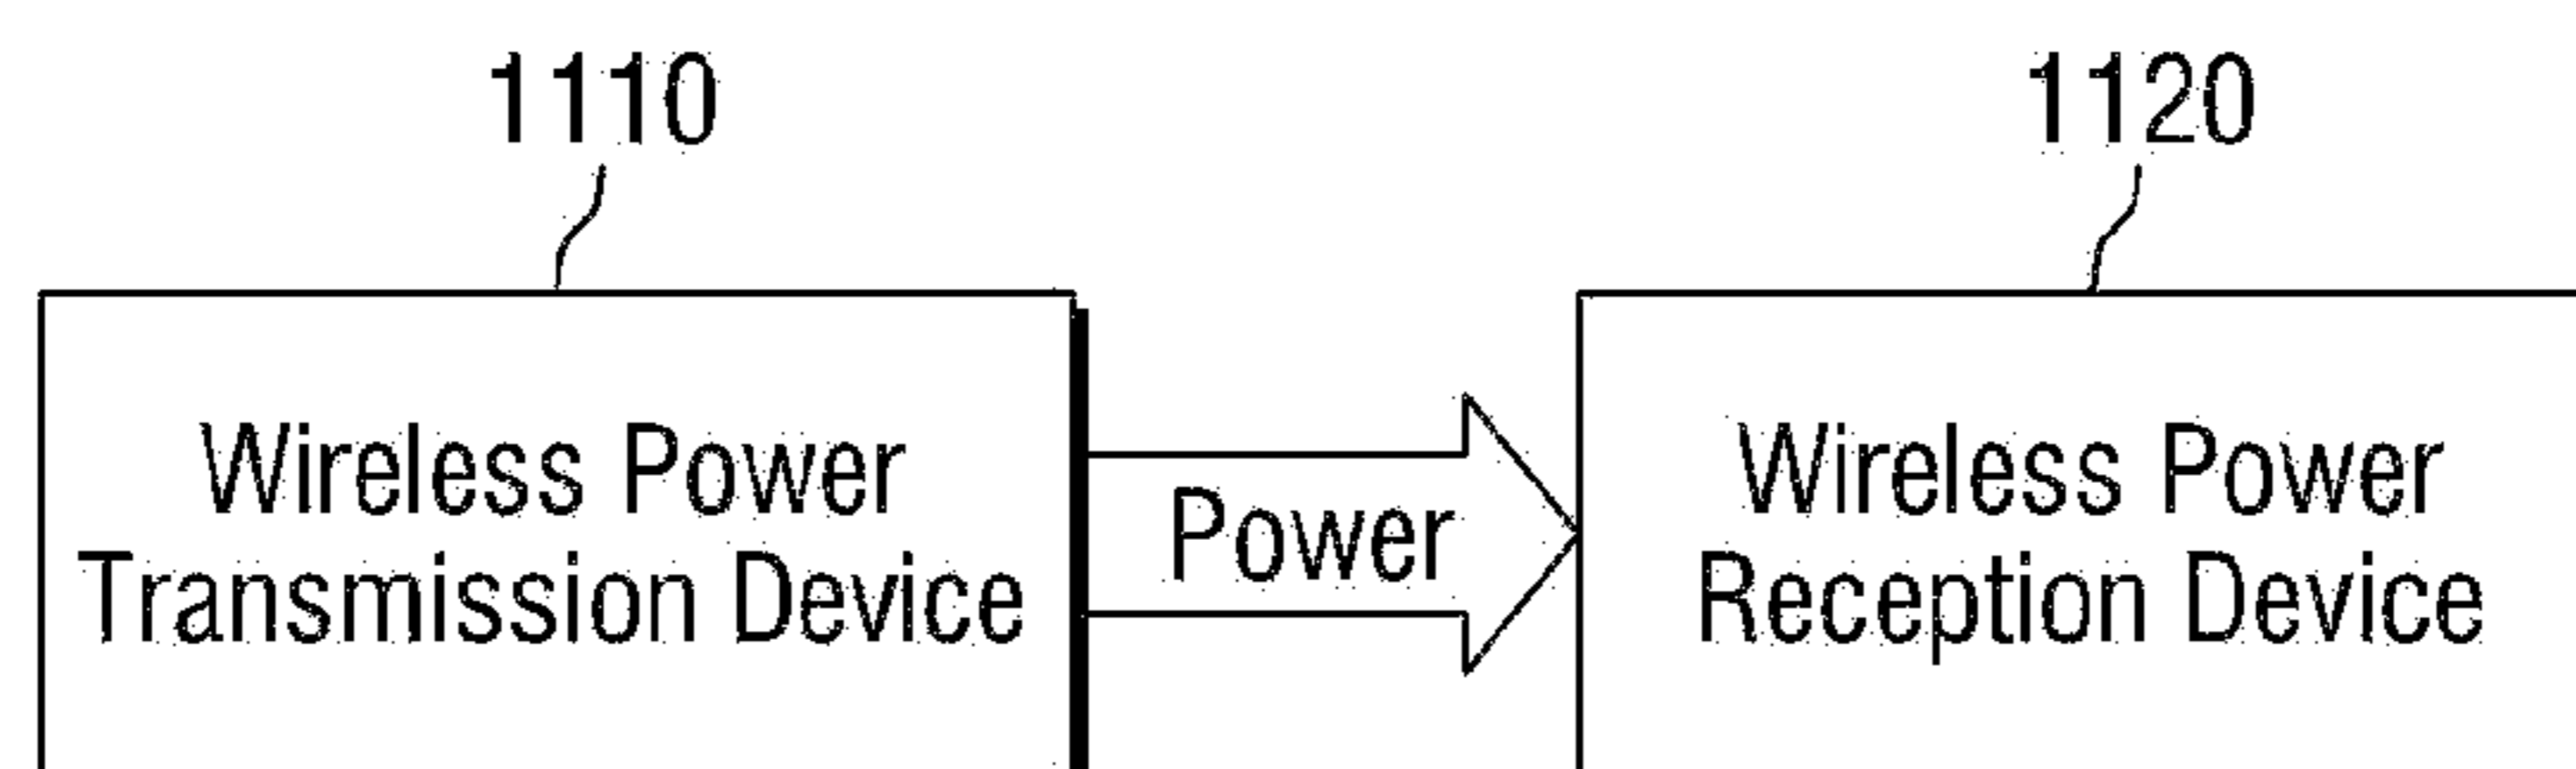 1110
1120
Wireless Power
Transmission Device
Power
Wireless Power
Reception Device